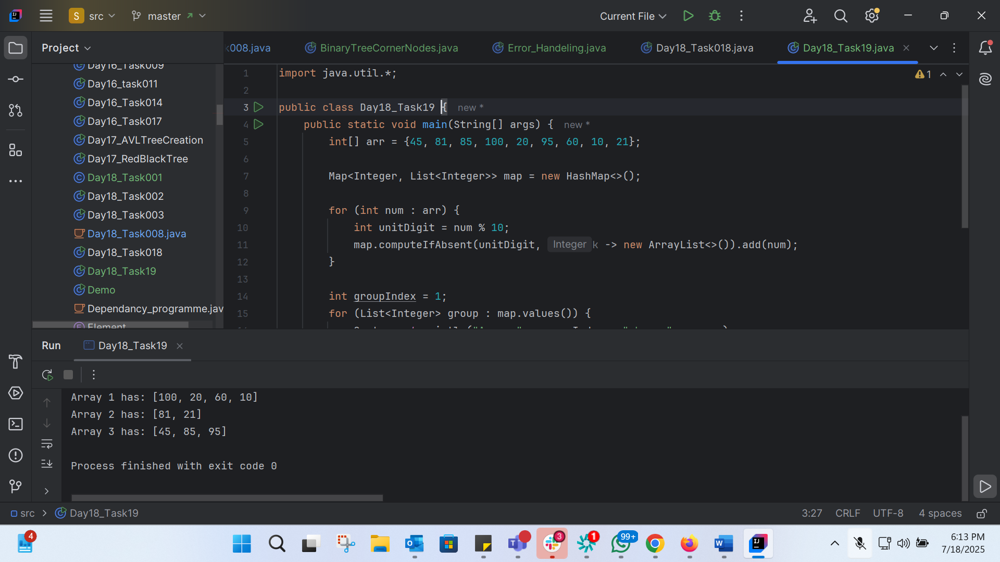 S src master Current File
Project
Day16_Task009
Day16_task011
Day16_Task014
Day16_Task017
Day17_AVLTreeCreation
Day17_RedBlackTree
Day18_Task001
Day18_Task002
Day18_Task003
Day18_Task008.java
Day18_Task018
Day18_Task19
Demo
Dependancy_programme.jav
Element
008.java BinaryTreeCornerNodes.java Error_Handeling.java Day18_Task018.java Day18_Task19.java
1
1 import java.util.*;
2
3 public class Day18_Task19 { new *
4 public static void main(String[] args) { new *
5 int[] arr = {45, 81, 85, 100, 20, 95, 60, 10, 21};
6
7 Map<Integer, List<Integer>> map = new HashMap<>();
8
9 for (int num : arr) {
10 int unitDigit = num % 10;
11 map.computeIfAbsent(unitDigit, Integer k -> new ArrayList<>()).add(num);
12 }
13
14 int groupIndex = 1;
15 for (List<Integer> group : map.values()) {
Run Day18_Task19
Array 1 has: [100, 20, 60, 10]
Array 2 has: [81, 21]
Array 3 has: [45, 85, 95]
Process finished with exit code 0
src > Day18_Task19 3:27 CRLF UTF-8 4 spaces
4 3 1 99+
6:13 PM
7/18/2025